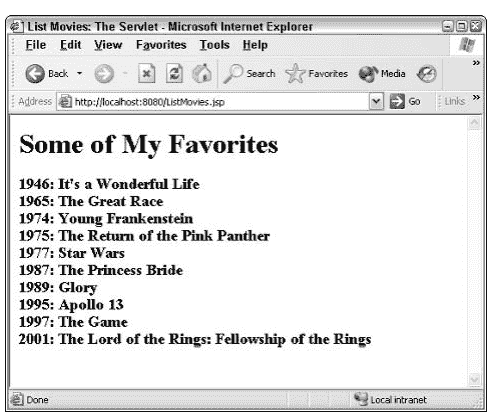 List Movies: The Servlet - Microsoft Internet Explorer
File Edit View Favorites Tools Help
Back Search Favorites Media
Address http://localhost:8080/ListMovies.jsp Go Links
Some of My Favorites
1946: It's a Wonderful Life
1965: The Great Race
1974: Young Frankenstein
1975: The Return of the Pink Panther
1977: Star Wars
1987: The Princess Bride
1989: Glory
1995: Apollo 13
1997: The Game
2001: The Lord of the Rings: Fellowship of the Rings
Done Local intranet